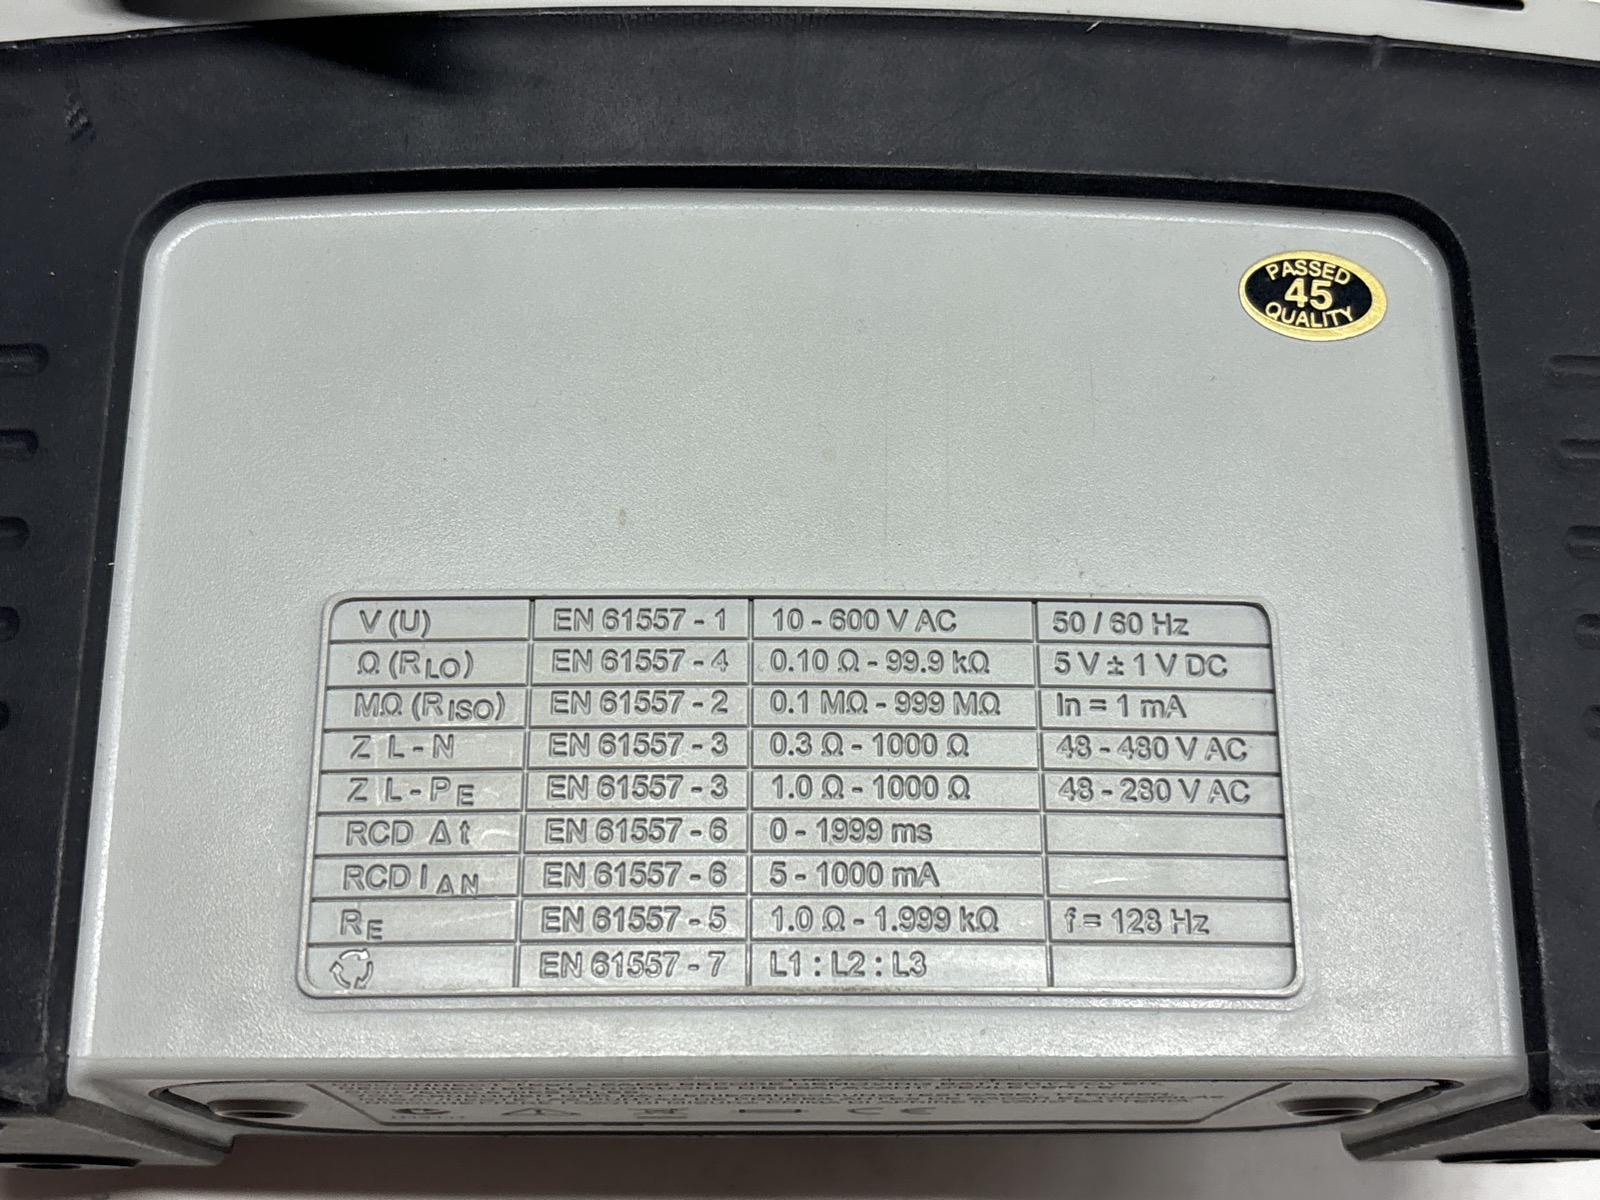 PASSED
45
QUALITY
V (U) EN 61557 - 1 10 - 600 V AC 50 / 60 Hz
Ω (RLO) EN 61557 - 4 0.10 Ω - 99.9 kΩ 5 V ± 1 V DC
MΩ (RISO) EN 61557 - 2 0.1 MΩ - 999 MΩ In = 1 mA
Z L - N EN 61557 - 3 0.3 Ω - 1000 Ω 48 - 480 V AC
Z L - PE EN 61557 - 3 1.0 Ω - 1000 Ω 48 - 280 V AC
RCD Δ t EN 61557 - 6 0 - 1999 ms
RCD I ΔN EN 61557 - 6 5 - 1000 mA
RE EN 61557 - 5 1.0 Ω - 1.999 kΩ f = 128 Hz
EN 61557 - 7 L1 : L2 : L3
CE